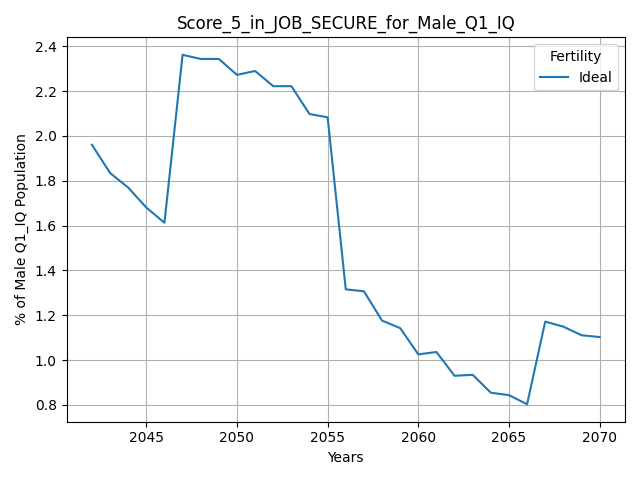 Score_5_in_JOB_SECURE_for_Male_Q1_IQ
Fertility
Ideal
% of Male Q1_IQ Population
2.4
2.2
2.0
1.8
1.6
1.4
1.2
1.0
0.8
2045 2050 2055 2060 2065 2070
Years